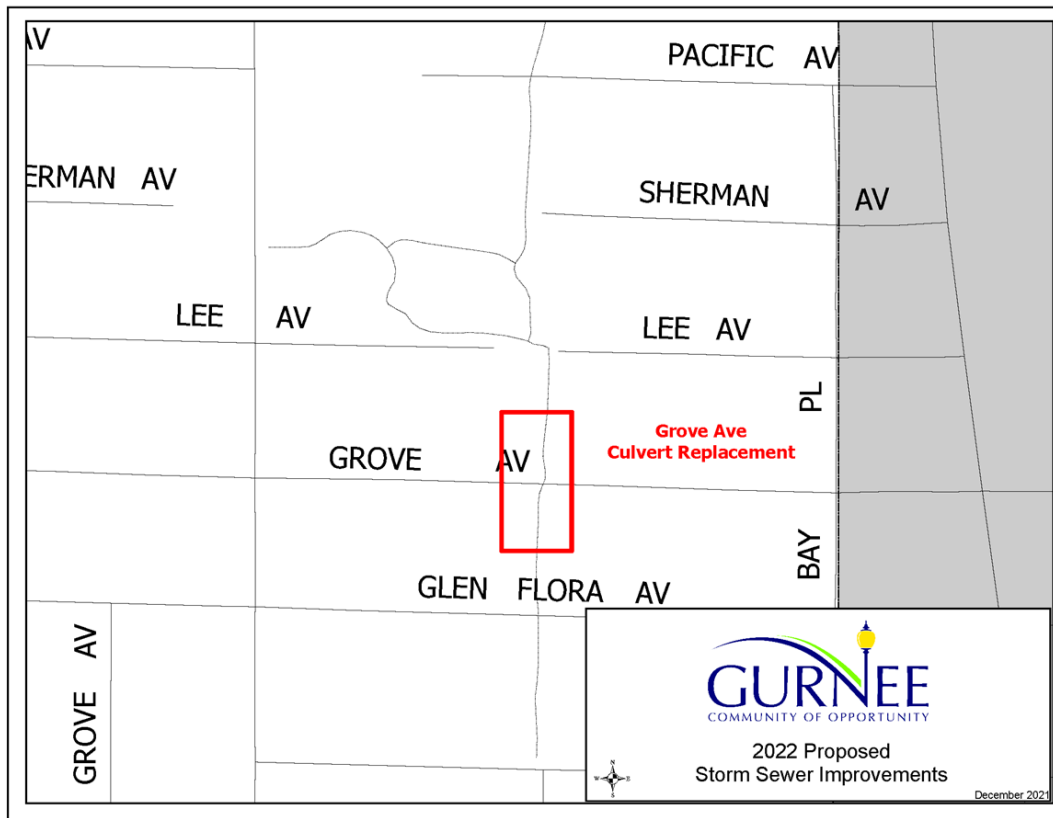 AV
PACIFIC AV
ERMAN AV
SHERMAN AV
LEE AV
LEE AV
PL
Grove Ave
Culvert Replacement
GROVE AV
BAY
GLEN FLORA AV
GROVE AV
GURNEE
COMMUNITY OF OPPORTUNITY
2022 Proposed
Storm Sewer Improvements
N
W E
S
December 2021